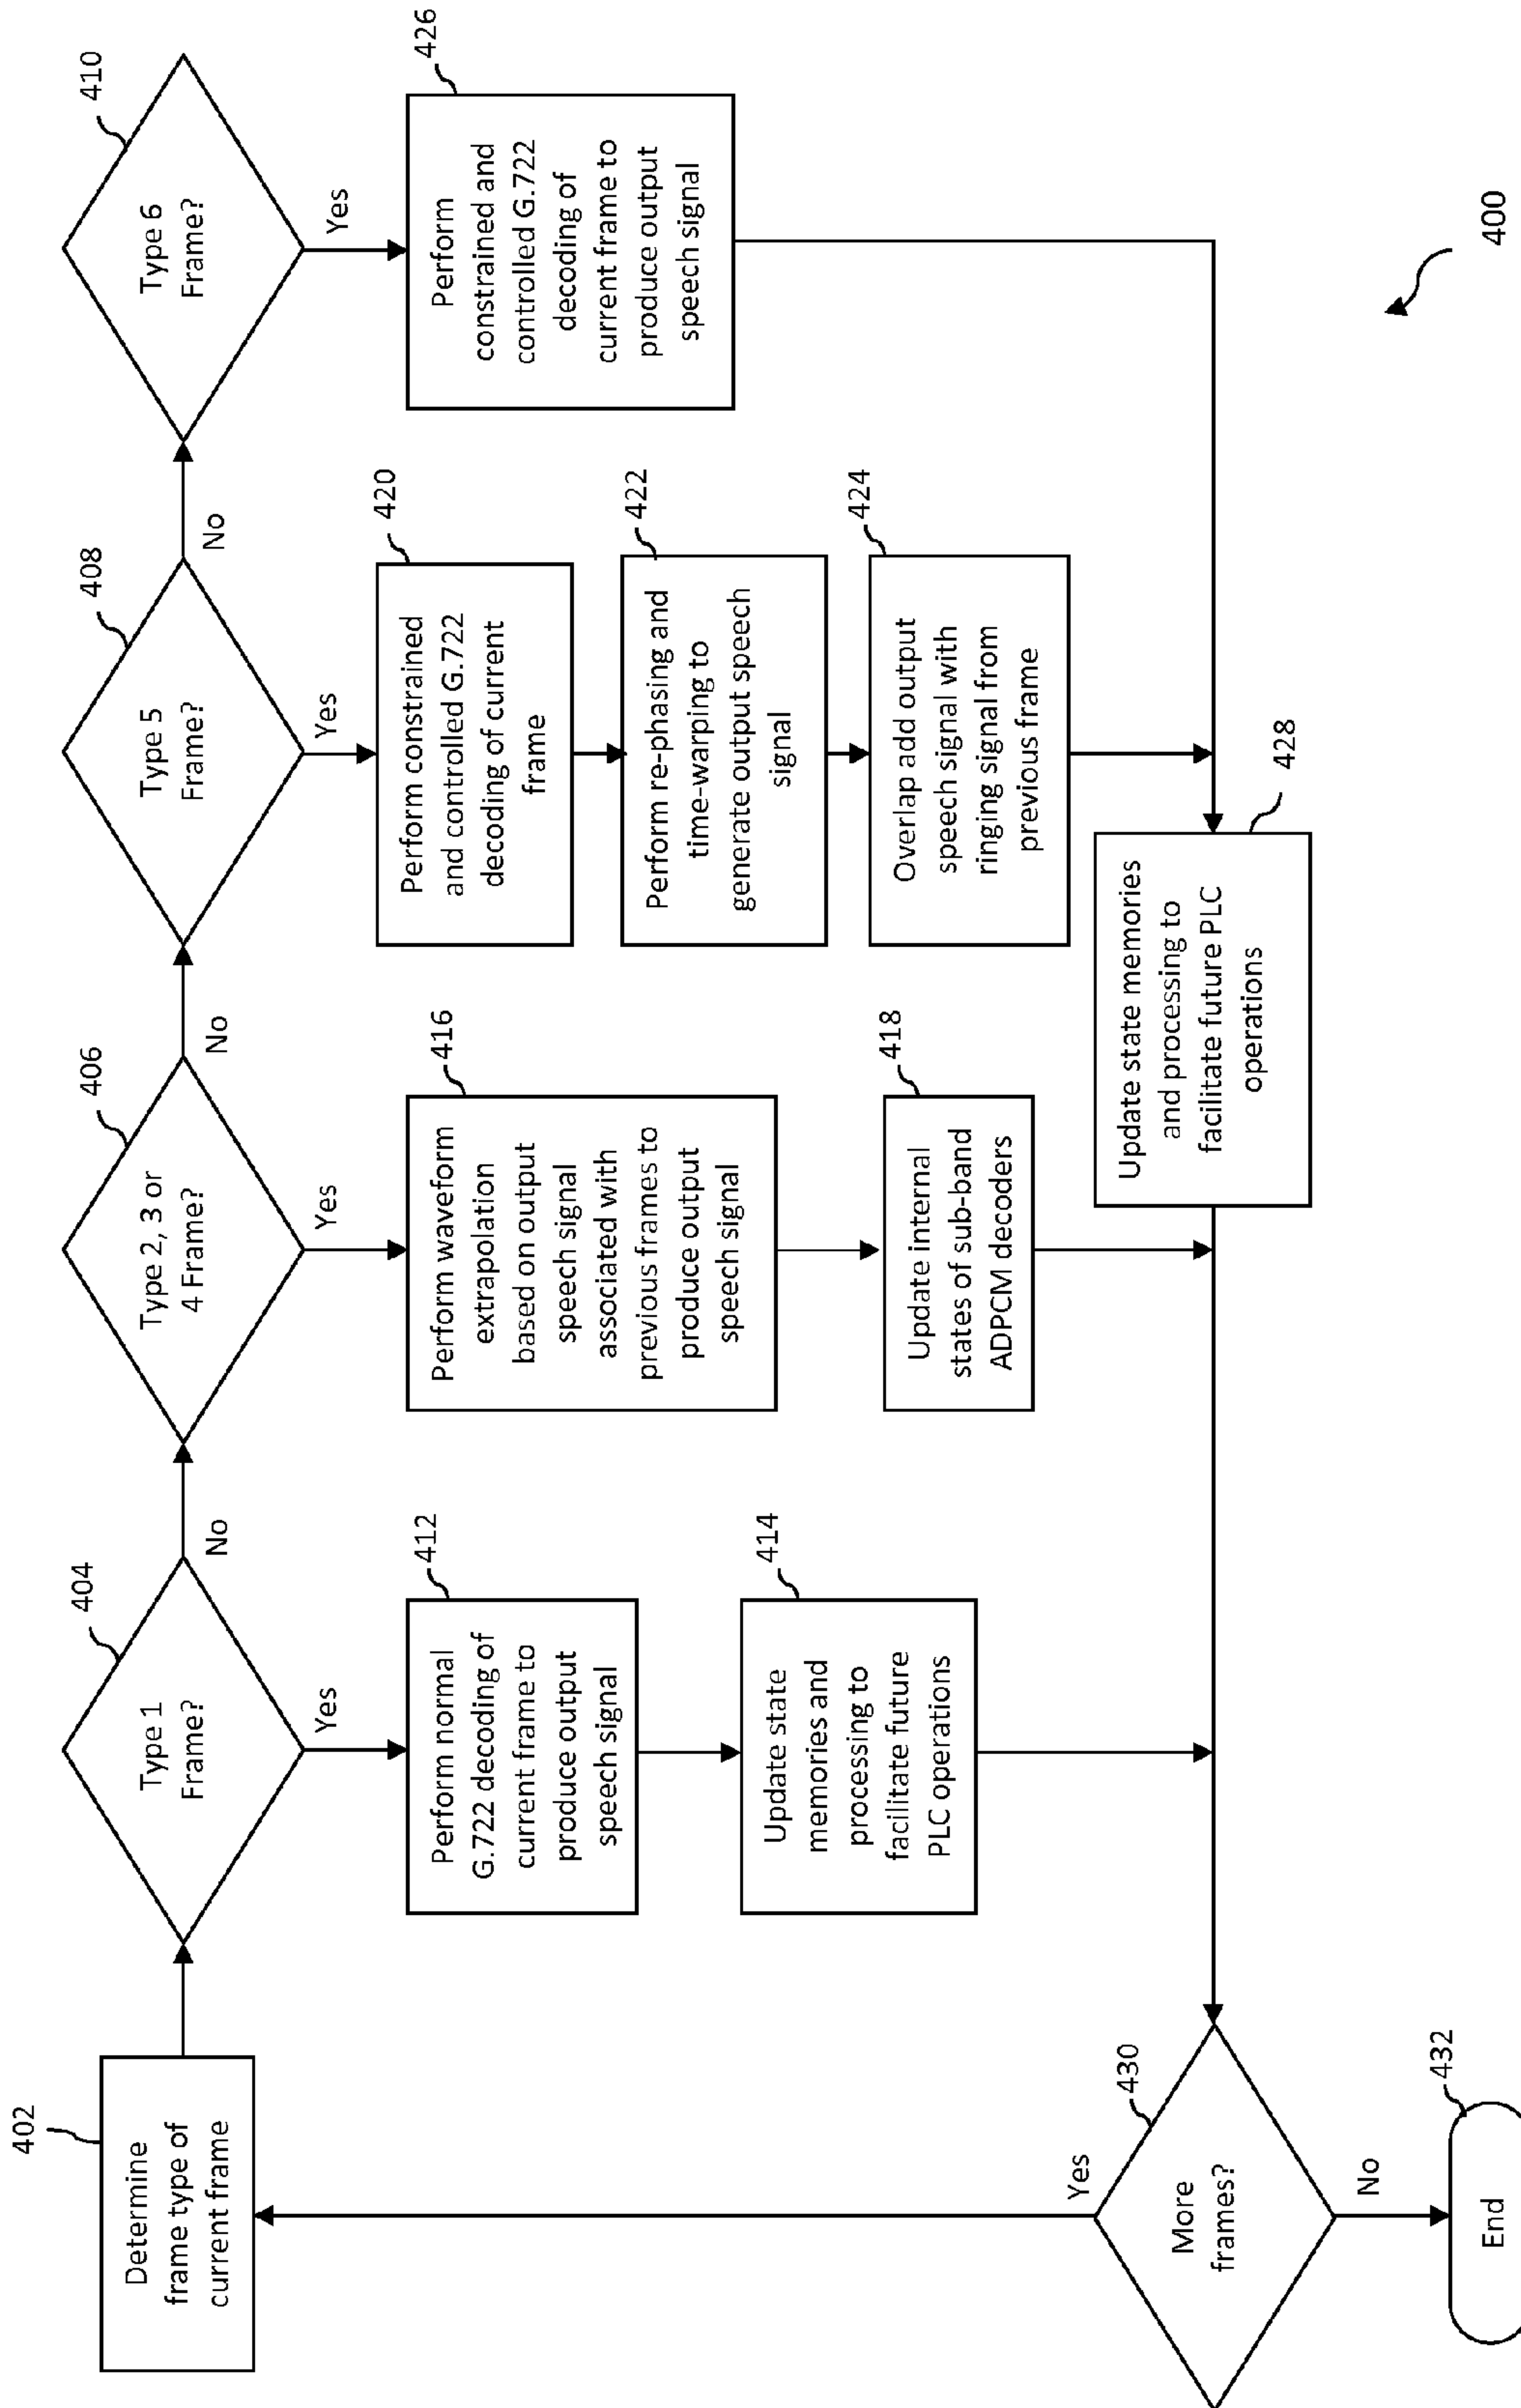 402
Determine
frame type of
current frame
404
Type 1
Frame?
No
Yes
406
Type 2, 3 or
4 Frame?
No
Yes
408
Type 5
Frame?
No
Yes
410
Type 6
Frame?
Yes
412
Perform normal
G.722 decoding of
current frame to
produce output
speech signal
414
Update state
memories and
processing to
facilitate future
PLC operations
416
Perform waveform
extrapolation
based on output
speech signal
associated with
previous frames to
produce output
speech signal
418
Update internal
states of sub-band
ADPCM decoders
420
Perform constrained
and controlled G.722
decoding of current
frame
422
Perform re-phasing and
time-warping to
generate output speech
signal
424
Overlap add output
speech signal with
ringing signal from
previous frame
426
Perform
constrained and
controlled G.722
decoding of
current frame to
produce output
speech signal
428
Update state memories
and processing to
facilitate future PLC
operations
430
More
frames?
Yes
No
432
End
400